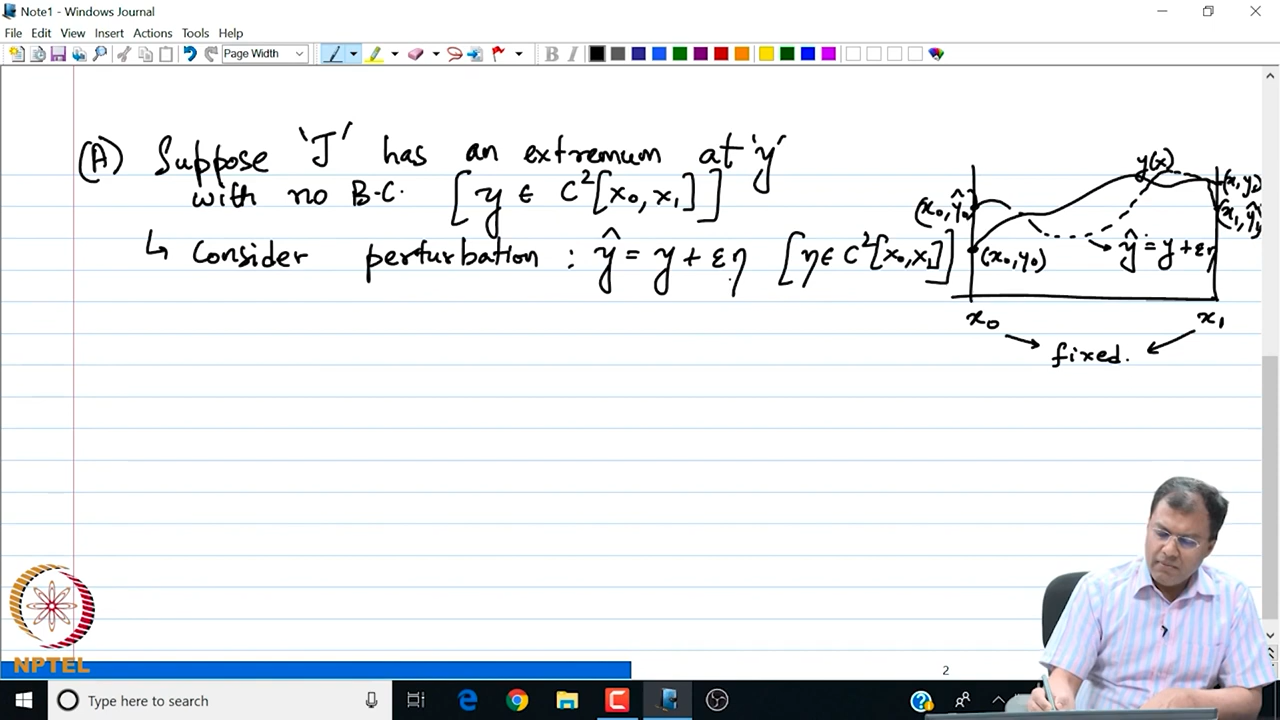 Note1 - Windows Journal
File Edit View Insert Actions Tools Help
Page Width
B I
(A) Suppose 'J' has an extremum at 'y'
with no B.C. [y ∈ C²[x₀, x₁]]
↳ Consider perturbation : ŷ = y + εη [η ∈ C²[x₀, x₁]]
y(x)
(x₀, ŷ₀)
(x₀, y₀)
ŷ = y + εη
x₀ x₁
fixed.
NPTEL
2
Type here to search